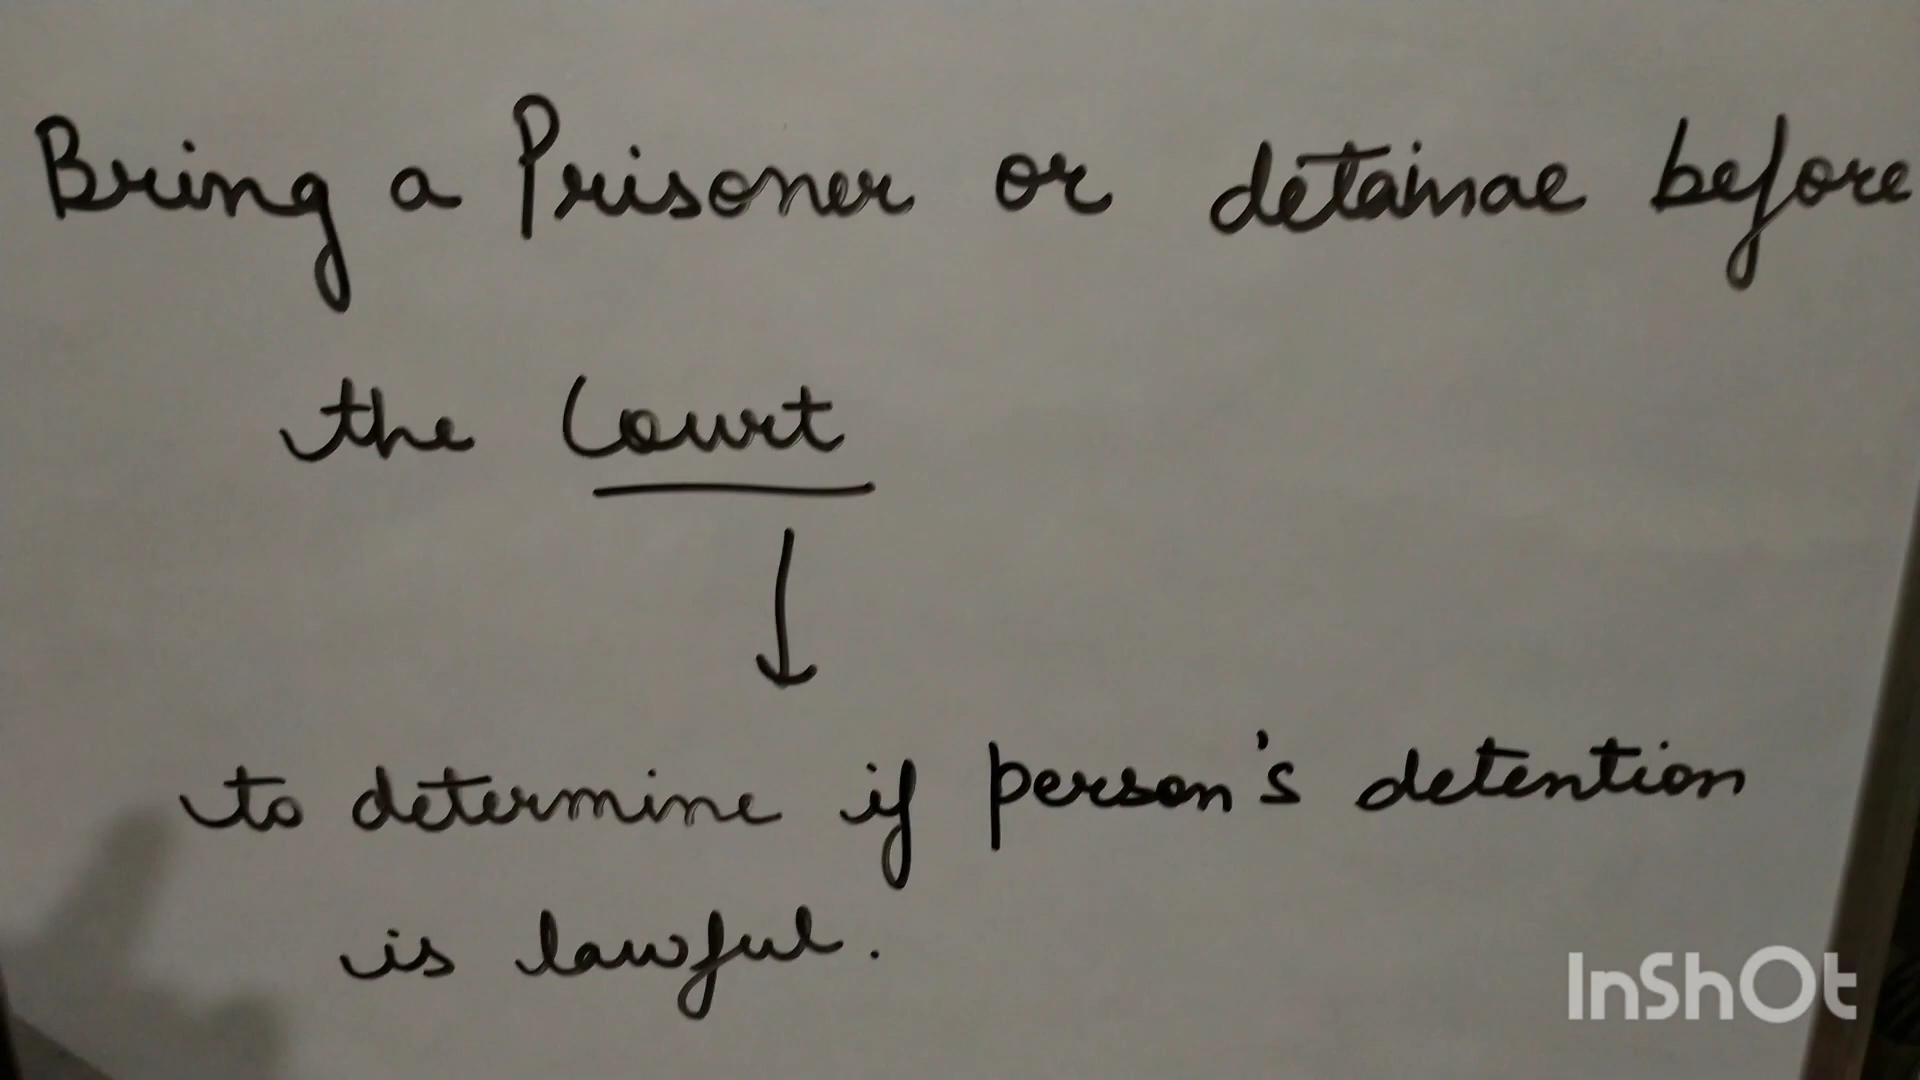 Bring a Prisoner or detainae before
the Court
to determine if person's detention
is lawful.
InShOt